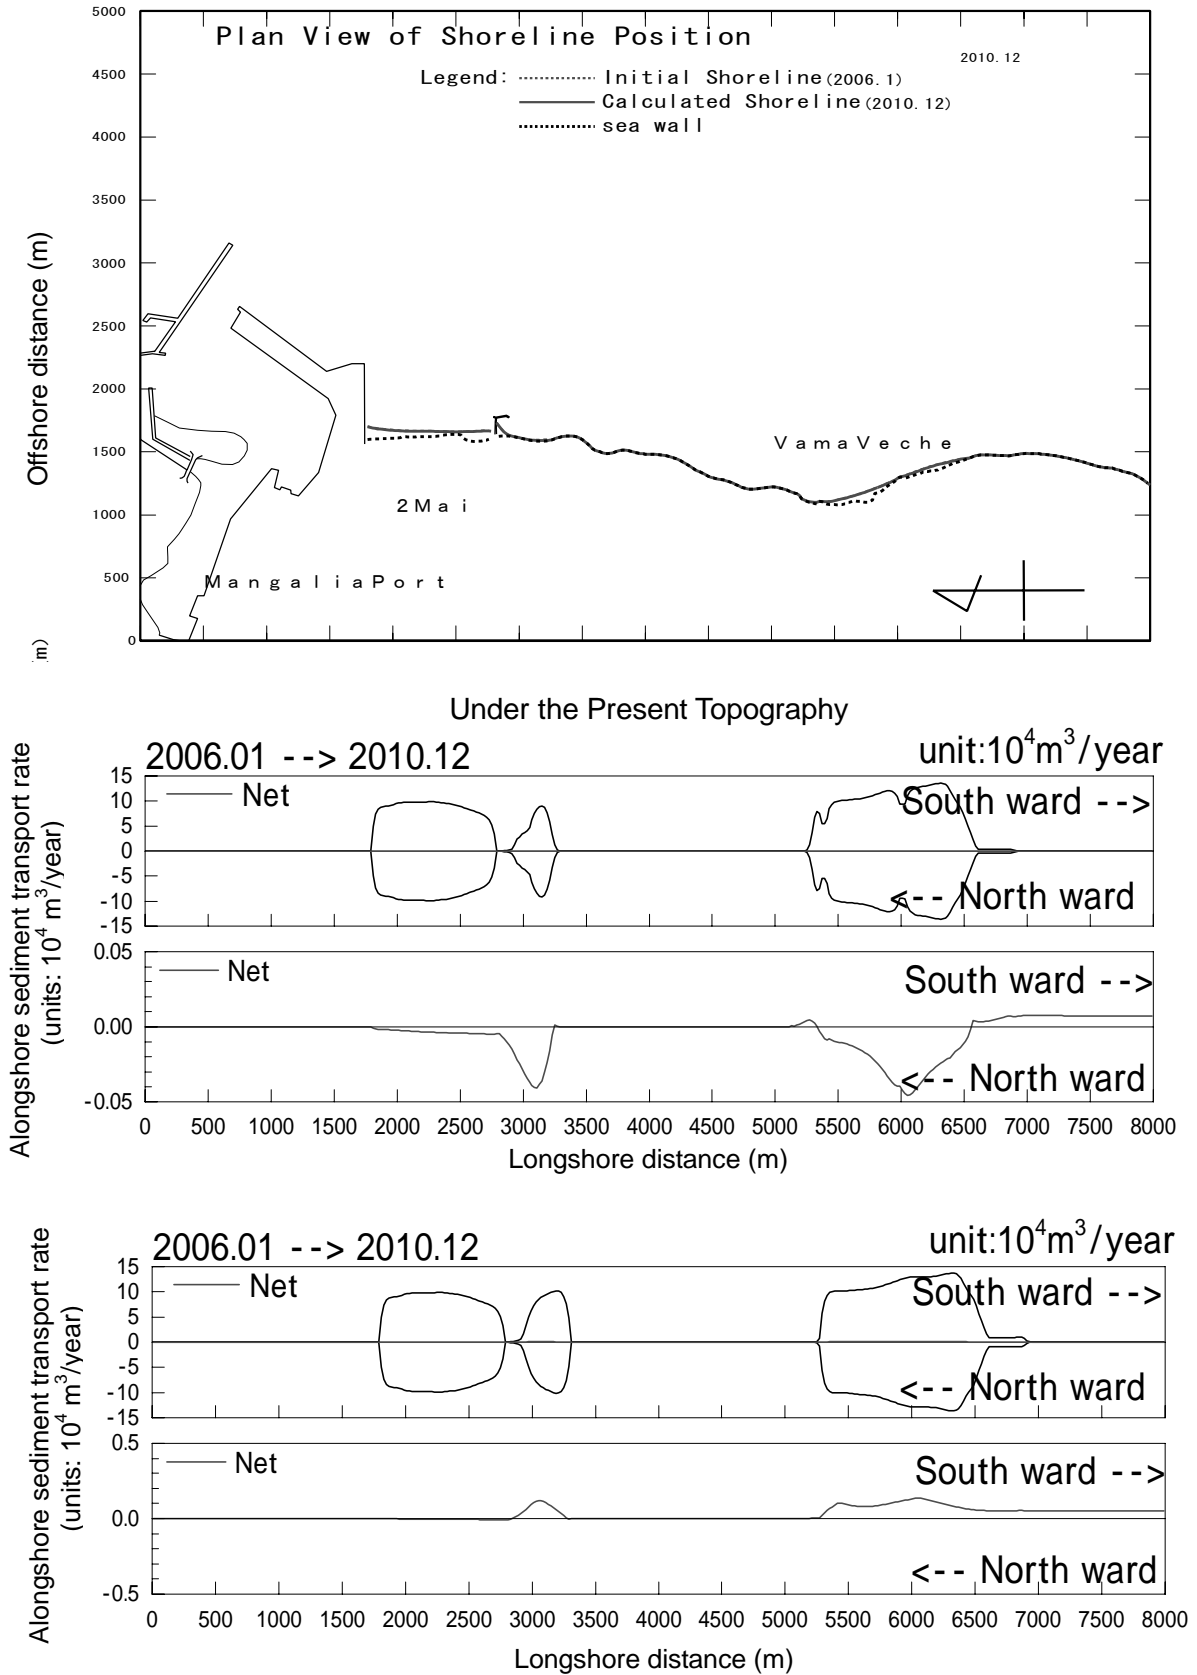 Plan View of Shoreline Position
2010.12
Legend: Initial Shoreline (2006.1)
Calculated Shoreline (2010.12)
sea wall
Offshore distance (m)
5000
4500
4000
3500
3000
2500
2000
1500
1000
500
0
VamaVeche
2Mai
MangaliaPort
(m)
Under the Present Topography
2006.01 --> 2010.12
unit:10⁴m³/year
Alongshore sediment transport rate
(units: 10⁴ m³/year)
15
10
5
0
-5
-10
-15
Net
South ward -->
<-- North ward
0.05
0.00
-0.05
Net
South ward -->
<-- North ward
0 500 1000 1500 2000 2500 3000 3500 4000 4500 5000 5500 6000 6500 7000 7500 8000
Longshore distance (m)
2006.01 --> 2010.12
unit:10⁴m³/year
Alongshore sediment transport rate
(units: 10⁴ m³/year)
15
10
5
0
-5
-10
-15
Net
South ward -->
<-- North ward
0.5
0.0
-0.5
Net
South ward -->
<-- North ward
0 500 1000 1500 2000 2500 3000 3500 4000 4500 5000 5500 6000 6500 7000 7500 8000
Longshore distance (m)